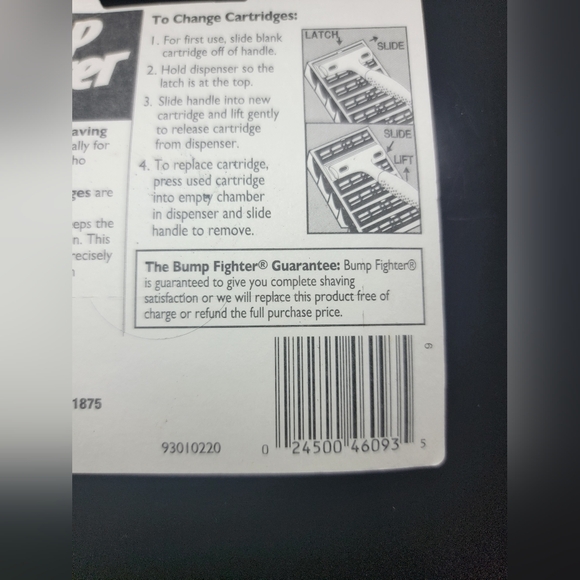 p
er
aving
ally for
ho
ges are
eps the
n. This
recisely
1875
To Change Cartridges:
1. For first use, slide blank
cartridge off of handle.
2. Hold dispenser so the
latch is at the top.
3. Slide handle into new
cartridge and lift gently
to release cartridge
from dispenser.
4. To replace cartridge,
press used cartridge
into empty chamber
in dispenser and slide
handle to remove.
LATCH
SLIDE
SLIDE
LIFT
The Bump Fighter® Guarantee: Bump Fighter®
is guaranteed to give you complete shaving
satisfaction or we will replace this product free of
charge or refund the full purchase price.
93010220
0 24500 46093 5
6